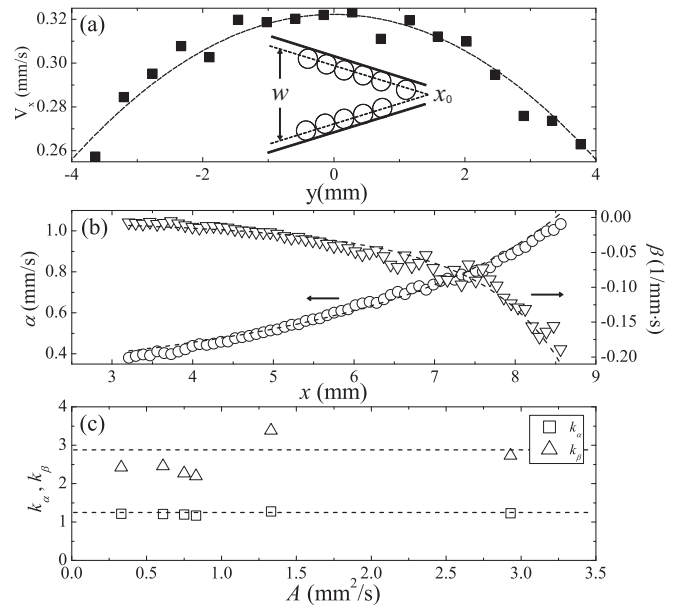 (a)
0.32
0.30
0.28
0.26
V_x (mm/s)
w
x_0
-4 -2 0 2 4
y(mm)
(b)
1.0
0.8
0.6
0.4
α (mm/s)
0.00
-0.05
-0.10
-0.15
-0.20
β (1/mm·s)
3 4 5 6 7 8 9
x (mm)
(c)
4
3
2
1
0
k_α, k_β
k_α
k_β
0.0 0.5 1.0 1.5 2.0 2.5 3.0 3.5
A (mm²/s)